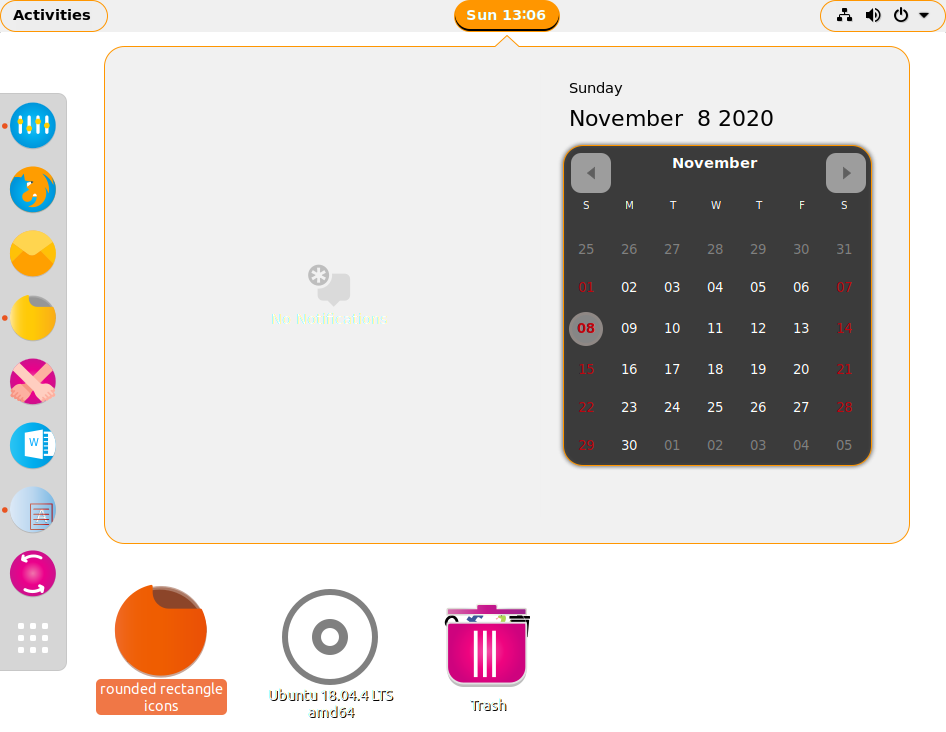 Activities
Sun 13:06
Sunday
November 8 2020
November
S M T W T F S
25 26 27 28 29 30 31
01 02 03 04 05 06 07
08 09 10 11 12 13 14
15 16 17 18 19 20 21
22 23 24 25 26 27 28
29 30 01 02 03 04 05
No Notifications
W
A
rounded rectangle
icons
Ubuntu 18.04.4 LTS
amd64
Trash